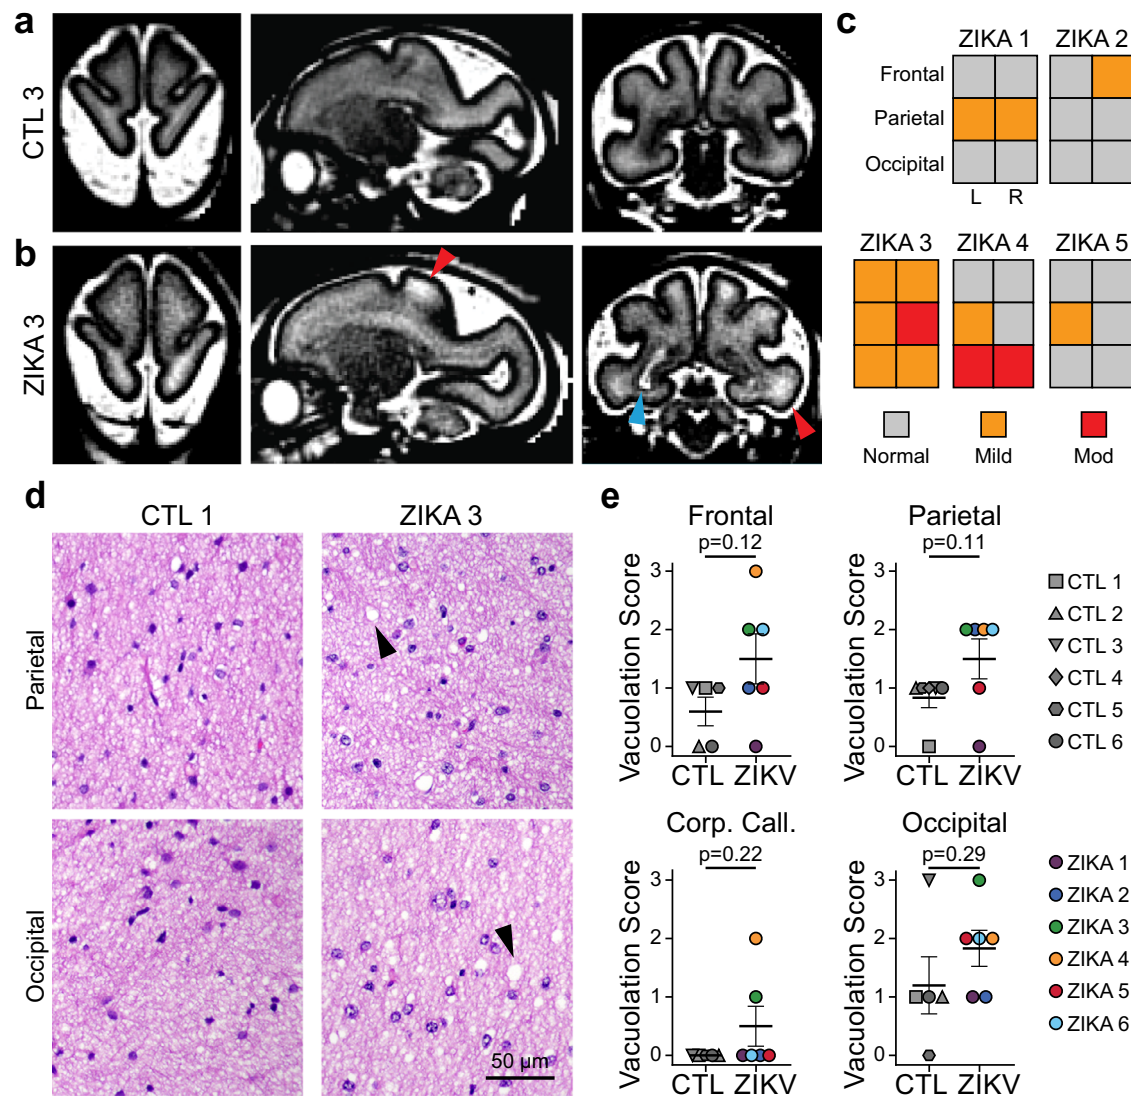 a
CTL 3
b
ZIKA 3
c
ZIKA 1 ZIKA 2
Frontal
Parietal
Occipital
L R
ZIKA 3 ZIKA 4 ZIKA 5
Normal Mild Mod
d
CTL 1 ZIKA 3
Parietal
Occipital
50 µm
e
Frontal
p=0.12
Vacuolation Score
3
2
1
0
CTL ZIKV
Parietal
p=0.11
Vacuolation Score
3
2
1
0
CTL ZIKV
CTL 1
CTL 2
CTL 3
CTL 4
CTL 5
CTL 6
Corp. Call.
p=0.22
Vacuolation Score
3
2
1
0
CTL ZIKV
Occipital
p=0.29
Vacuolation Score
3
2
1
0
CTL ZIKV
ZIKA 1
ZIKA 2
ZIKA 3
ZIKA 4
ZIKA 5
ZIKA 6